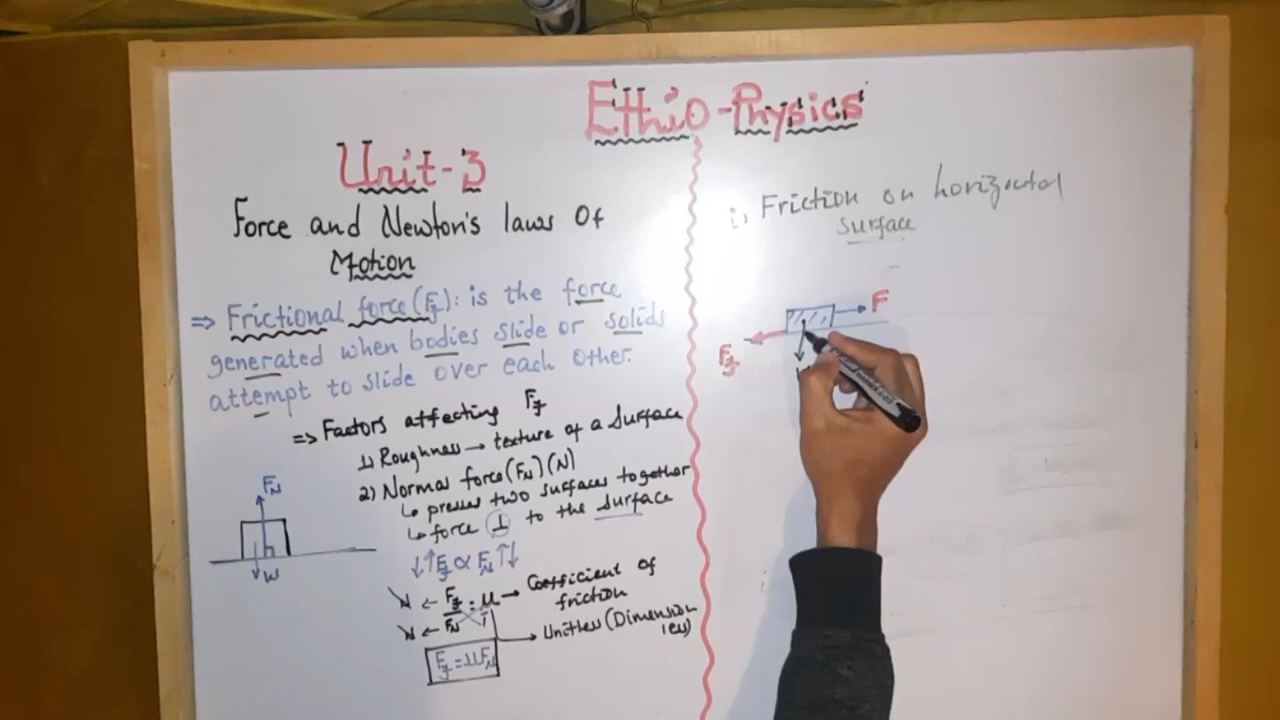 Ethio-Physics
Unit-3
Force and Newton's laws Of
Motion
⇒ Frictional force(Ff): is the force
generated when bodies slide or solids
attempt to slide over each other.
⇒ Factors affecting Ff
1) Roughness → texture of a surface
2) Normal force(FN)(N)
↳ presses two surfaces together
↳ force ⊥ to the surface
↓↑Ff ∝ FN↑↓
N ← Ff = μ → Coefficient of
friction
N ← FN 1 → Unitless (Dimension
less)
Ff = μFN
FN
W
i, Friction on horizontal
surface
F
Ff